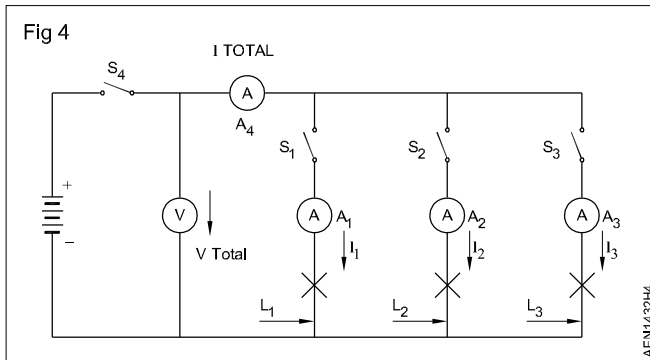 Fig 4
I TOTAL
S4
A
A4
S1
S2
S3
+
–
V
V Total
A
A1
A
A2
A
A3
I1
I2
I3
L1
L2
L3
AEN1432H4